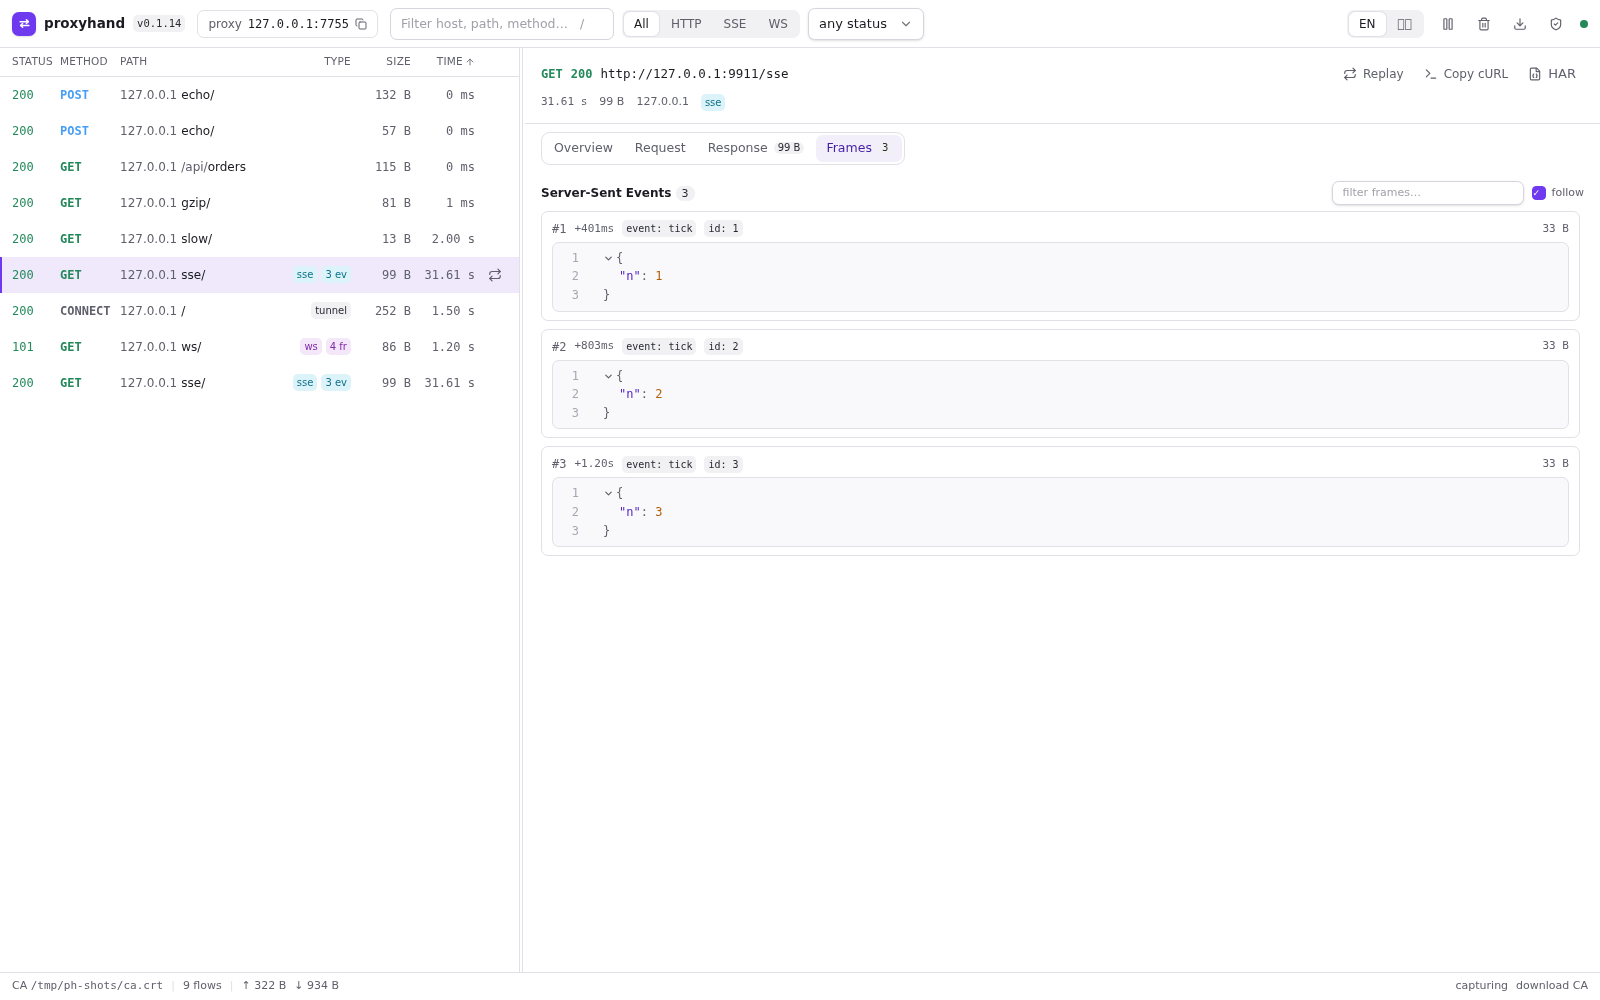 proxyhand v0.1.14 proxy 127.0.0.1:7755 Filter host, path, method... / All HTTP SSE WS any status EN
STATUS METHOD PATH TYPE SIZE TIME ↑
200 POST 127.0.0.1 echo/ 132 B 0 ms
200 POST 127.0.0.1 echo/ 57 B 0 ms
200 GET 127.0.0.1 /api/orders 115 B 0 ms
200 GET 127.0.0.1 gzip/ 81 B 1 ms
200 GET 127.0.0.1 slow/ 13 B 2.00 s
200 GET 127.0.0.1 sse/ sse 3 ev 99 B 31.61 s
200 CONNECT 127.0.0.1 / tunnel 252 B 1.50 s
101 GET 127.0.0.1 ws/ ws 4 fr 86 B 1.20 s
200 GET 127.0.0.1 sse/ sse 3 ev 99 B 31.61 s
GET 200 http://127.0.0.1:9911/sse Replay Copy cURL HAR
31.61 s 99 B 127.0.0.1 sse
Overview Request Response 99 B Frames 3
Server-Sent Events 3 filter frames... follow
#1 +401ms event: tick id: 1 33 B
1 {
2 "n": 1
3 }
#2 +803ms event: tick id: 2 33 B
1 {
2 "n": 2
3 }
#3 +1.20s event: tick id: 3 33 B
1 {
2 "n": 3
3 }
CA /tmp/ph-shots/ca.crt | 9 flows | ↑ 322 B ↓ 934 B capturing download CA